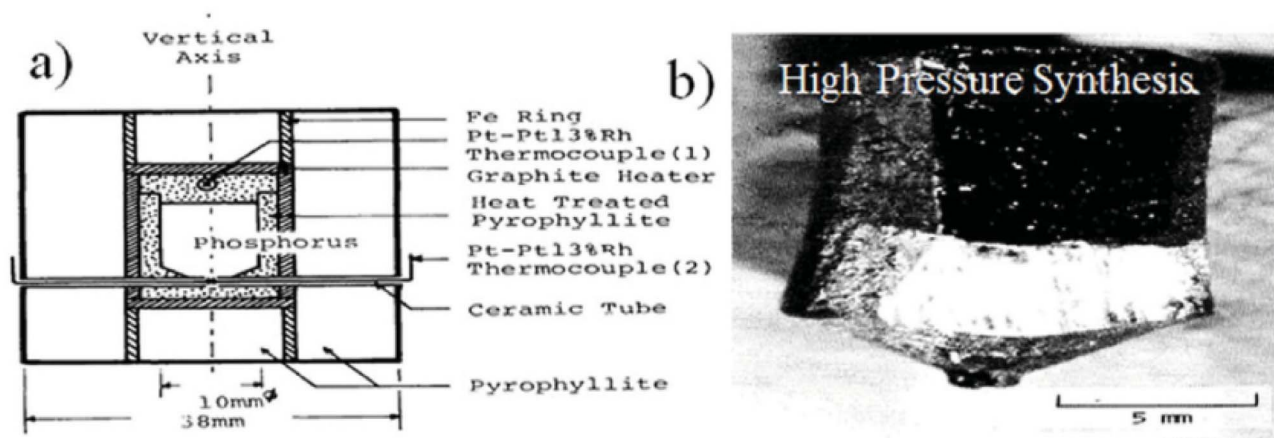 a)
Vertical
Axis
Fe Ring
Pt-Pt13%Rh
Thermocouple(1)
Graphite Heater
Heat Treated
Pyrophyllite
Phosphorus
Pt-Pt13%Rh
Thermocouple(2)
Ceramic Tube
Pyrophyllite
10mmφ
38mm
b)
High Pressure Synthesis
5 mm